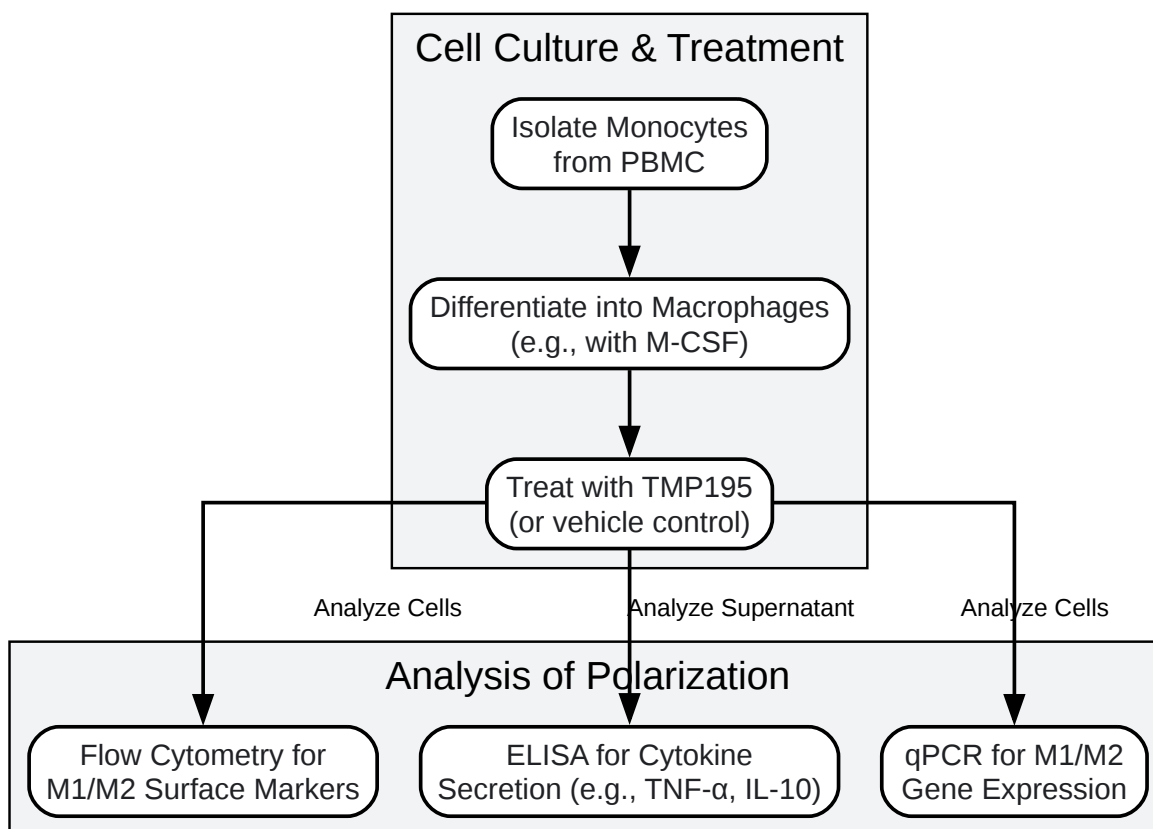 Cell Culture & Treatment
Isolate Monocytes
from PBMC
Differentiate into Macrophages
(e.g., with M-CSF)
Treat with TMP195
(or vehicle control)
Analyze Cells
Analyze Supernatant
Analyze Cells
Analysis of Polarization
Flow Cytometry for
M1/M2 Surface Markers
ELISA for Cytokine
Secretion (e.g., TNF-α, IL-10)
qPCR for M1/M2
Gene Expression